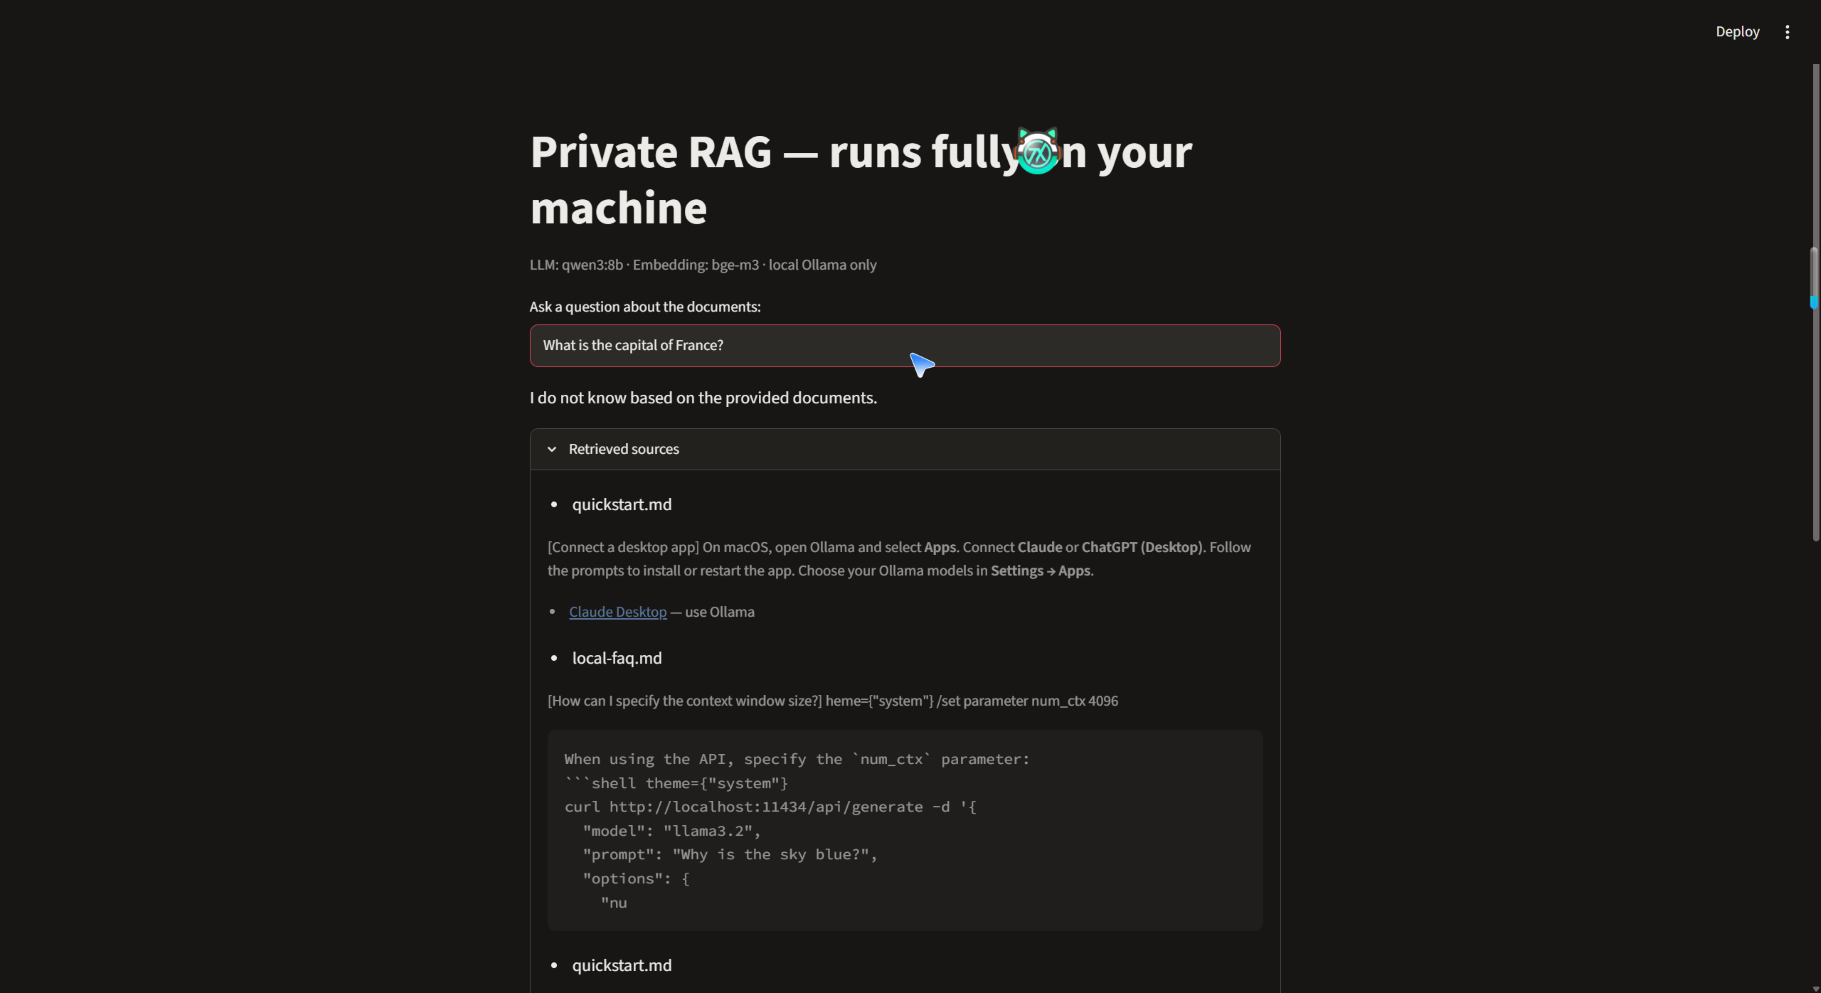 Deploy
Private RAG — runs fully n your
machine
LLM: qwen3:8b · Embedding: bge-m3 · local Ollama only
Ask a question about the documents:
What is the capital of France?
I do not know based on the provided documents.
Retrieved sources
• quickstart.md
[Connect a desktop app] On macOS, open Ollama and select Apps. Connect Claude or ChatGPT (Desktop). Follow
the prompts to install or restart the app. Choose your Ollama models in Settings → Apps.
• Claude Desktop — use Ollama
• local-faq.md
[How can I specify the context window size?] heme={"system"} /set parameter num_ctx 4096
When using the API, specify the `num_ctx` parameter:
```shell theme={"system"}
curl http://localhost:11434/api/generate -d '{
  "model": "llama3.2",
  "prompt": "Why is the sky blue?",
  "options": {
    "nu
• quickstart.md